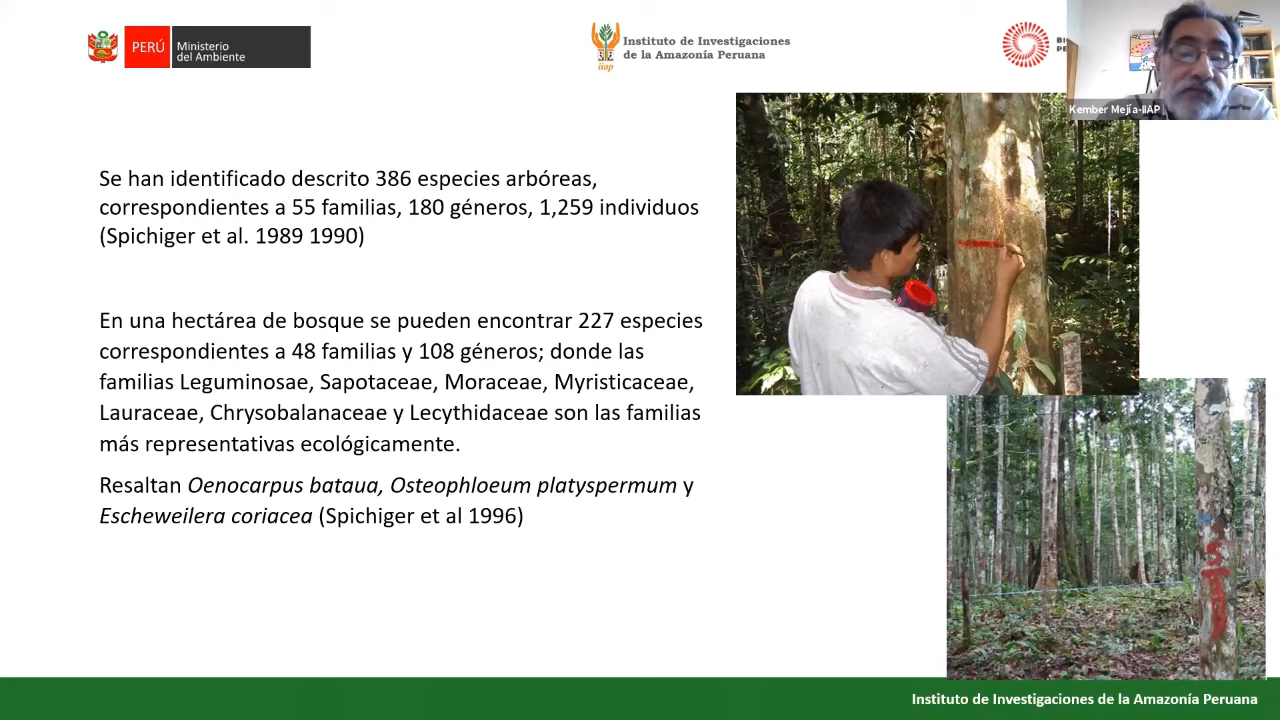 PERÚ
Ministerio
del Ambiente
iiap
Instituto de Investigaciones
de la Amazonía Peruana
Kember Mejía-IIAP
Se han identificado descrito 386 especies arbóreas,
correspondientes a 55 familias, 180 géneros, 1,259 individuos
(Spichiger et al. 1989 1990)
En una hectárea de bosque se pueden encontrar 227 especies
correspondientes a 48 familias y 108 géneros; donde las
familias Leguminosae, Sapotaceae, Moraceae, Myristicaceae,
Lauraceae, Chrysobalanaceae y Lecythidaceae son las familias
más representativas ecológicamente.
Resaltan Oenocarpus bataua, Osteophloeum platyspermum y
Escheweilera coriacea (Spichiger et al 1996)
Instituto de Investigaciones de la Amazonía Peruana